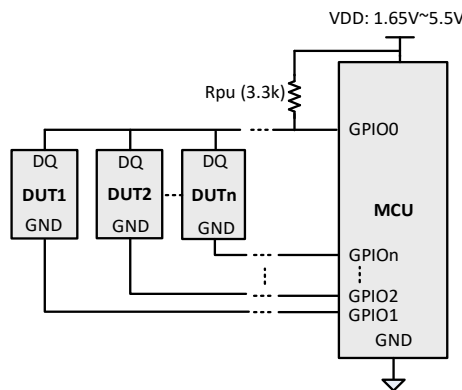 VDD: 1.65V~5.5V
Rpu (3.3k)
GPIO0
DQ
DUT1
GND
DQ
DUT2
GND
DQ
DUTn
GND
MCU
GPIOn
GPIO2
GPIO1
GND